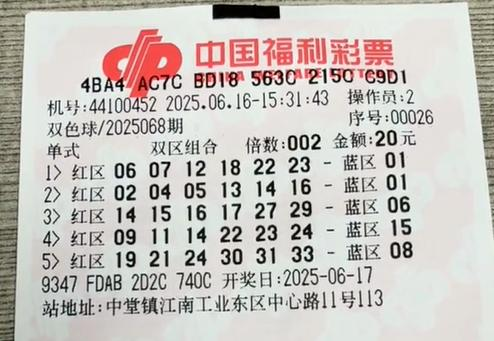 中国福利彩票
4BA4 AC7C BD18 563C 215C C9D1
机号:44100452 2025.06.16-15:31:43 操作员:2
双色球/2025068期 序号:00026
单式 双区组合 倍数:002 金额:20元
1> 红区 06 07 12 18 22 23 - 蓝区 01
2> 红区 02 04 05 13 14 16 - 蓝区 01
3> 红区 14 15 16 17 27 29 - 蓝区 06
4> 红区 09 11 14 22 23 24 - 蓝区 15
5> 红区 19 21 24 30 31 33 - 蓝区 08
9347 FDAB 2D2C 740C 开奖日:2025-06-17
站地址:中堂镇江南工业东区中心路11号113